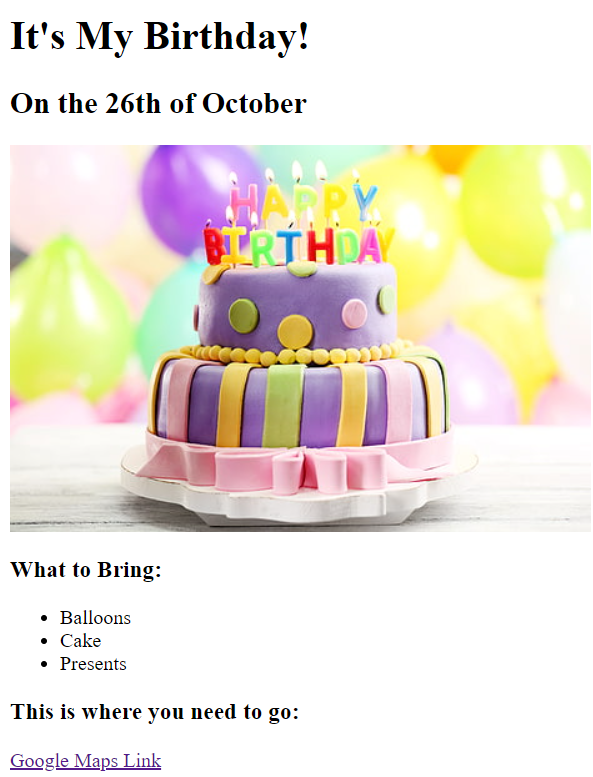 It's My Birthday!
On the 26th of October
HAPPY
BIRTHDAY
What to Bring:
Balloons
Cake
Presents
This is where you need to go:
Google Maps Link